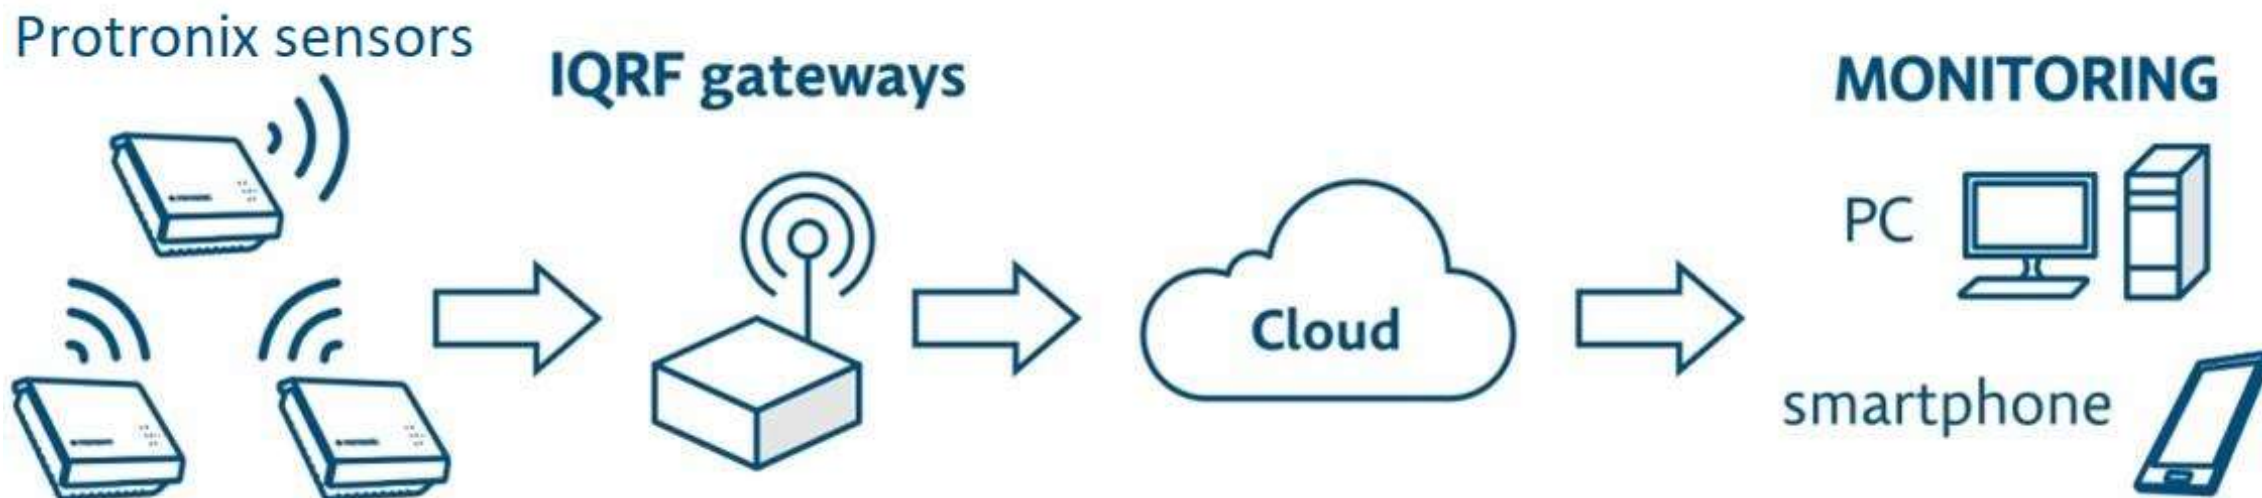 Protronix sensors
IQRF gateways
Cloud
MONITORING
PC
smartphone